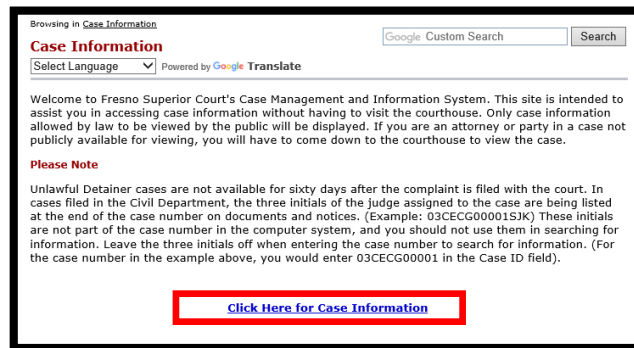 Browsing in Case Information
Google Custom Search Search
Case Information
Select Language Powered by Google Translate
Welcome to Fresno Superior Court's Case Management and Information System. This site is intended to
assist you in accessing case information without having to visit the courthouse. Only case information
allowed by law to be viewed by the public will be displayed. If you are an attorney or party in a case not
publicly available for viewing, you will have to come down to the courthouse to view the case.
Please Note
Unlawful Detainer cases are not available for sixty days after the complaint is filed with the court. In
cases filed in the Civil Department, the three initials of the judge assigned to the case are being listed
at the end of the case number on documents and notices. (Example: 03CECG00001SJK) These initials
are not part of the case number in the computer system, and you should not use them in searching for
information. Leave the three initials off when entering the case number to search for information. (For
the case number in the example above, you would enter 03CECG00001 in the Case ID field).
Click Here for Case Information